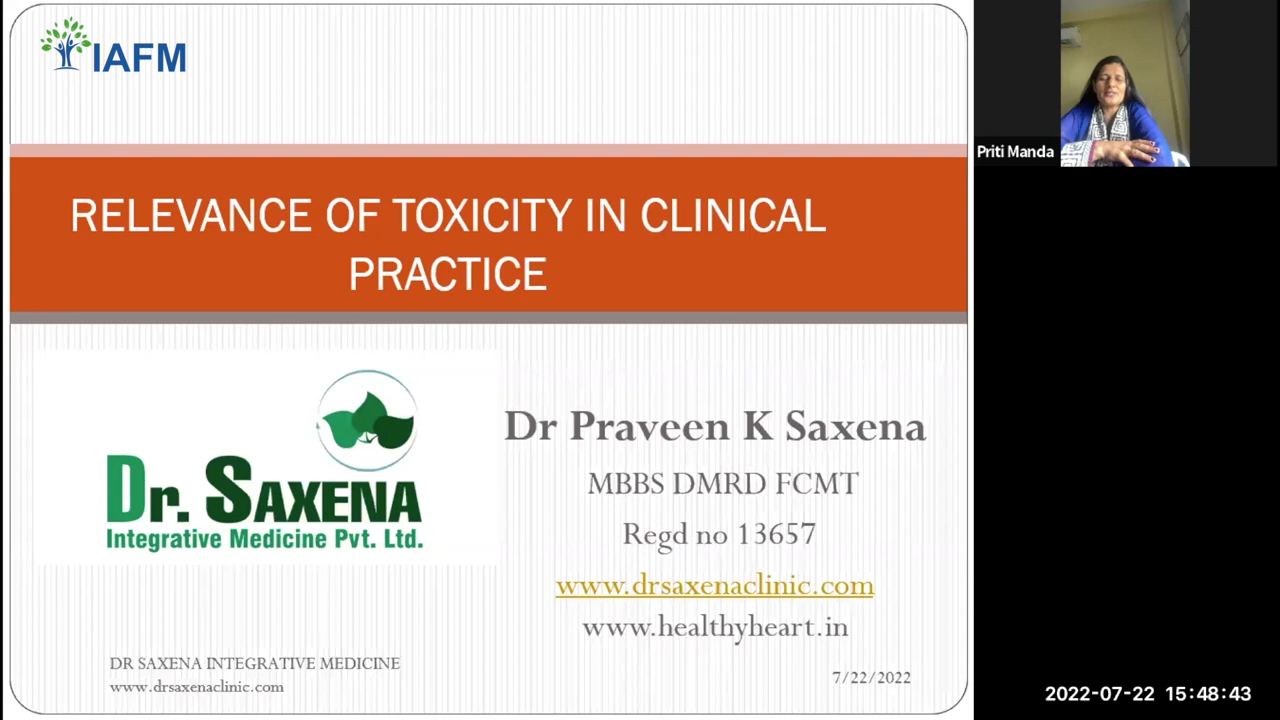 IAFM
RELEVANCE OF TOXICITY IN CLINICAL
PRACTICE
Dr. SAXENA
Integrative Medicine Pvt. Ltd.
Dr Praveen K Saxena
MBBS DMRD FCMT
Regd no 13657
www.drsaxenaclinic.com
www.healthyheart.in
DR SAXENA INTEGRATIVE MEDICINE
www.drsaxenaclinic.com
7/22/2022
Priti Manda
2022-07-22 15:48:43